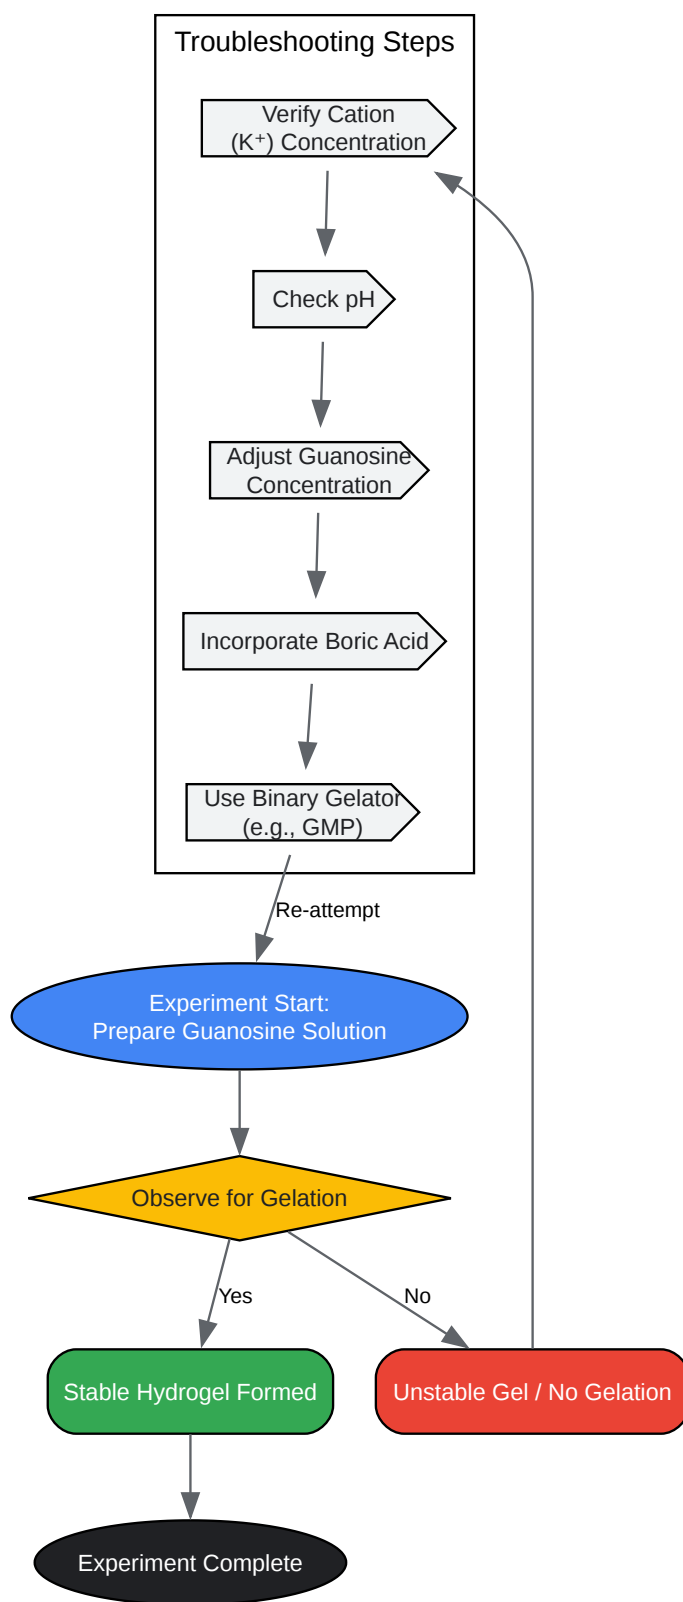 Troubleshooting Steps
Verify Cation
(K⁺) Concentration
Check pH
Adjust Guanosine
Concentration
Incorporate Boric Acid
Use Binary Gelator
(e.g., GMP)
Re-attempt
Experiment Start:
Prepare Guanosine Solution
Observe for Gelation
Yes
No
Stable Hydrogel Formed
Unstable Gel / No Gelation
Experiment Complete